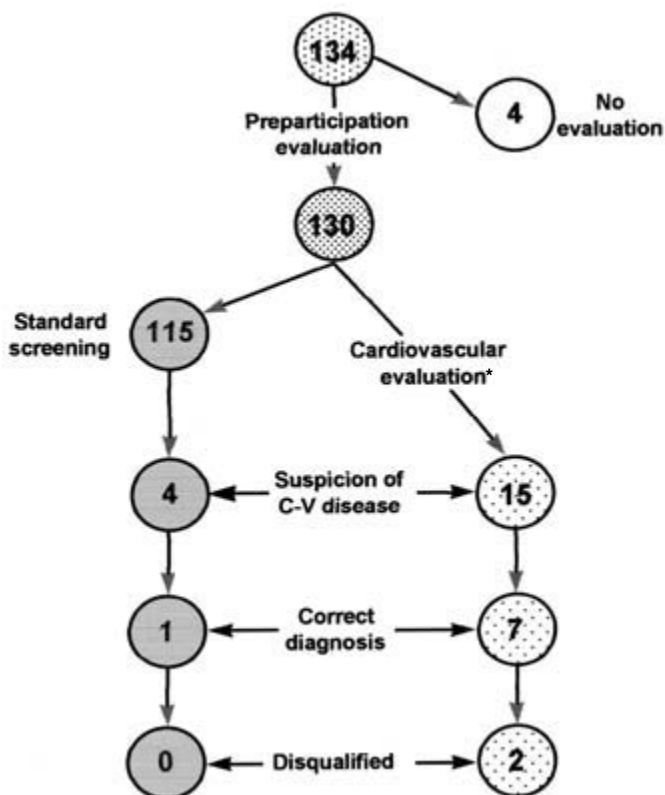 134
4
No
evaluation
Preparticipation
evaluation
130
Standard
screening
115
Cardiovascular
evaluation*
4
Suspicion of
C-V disease
15
1
Correct
diagnosis
7
0
Disqualified
2